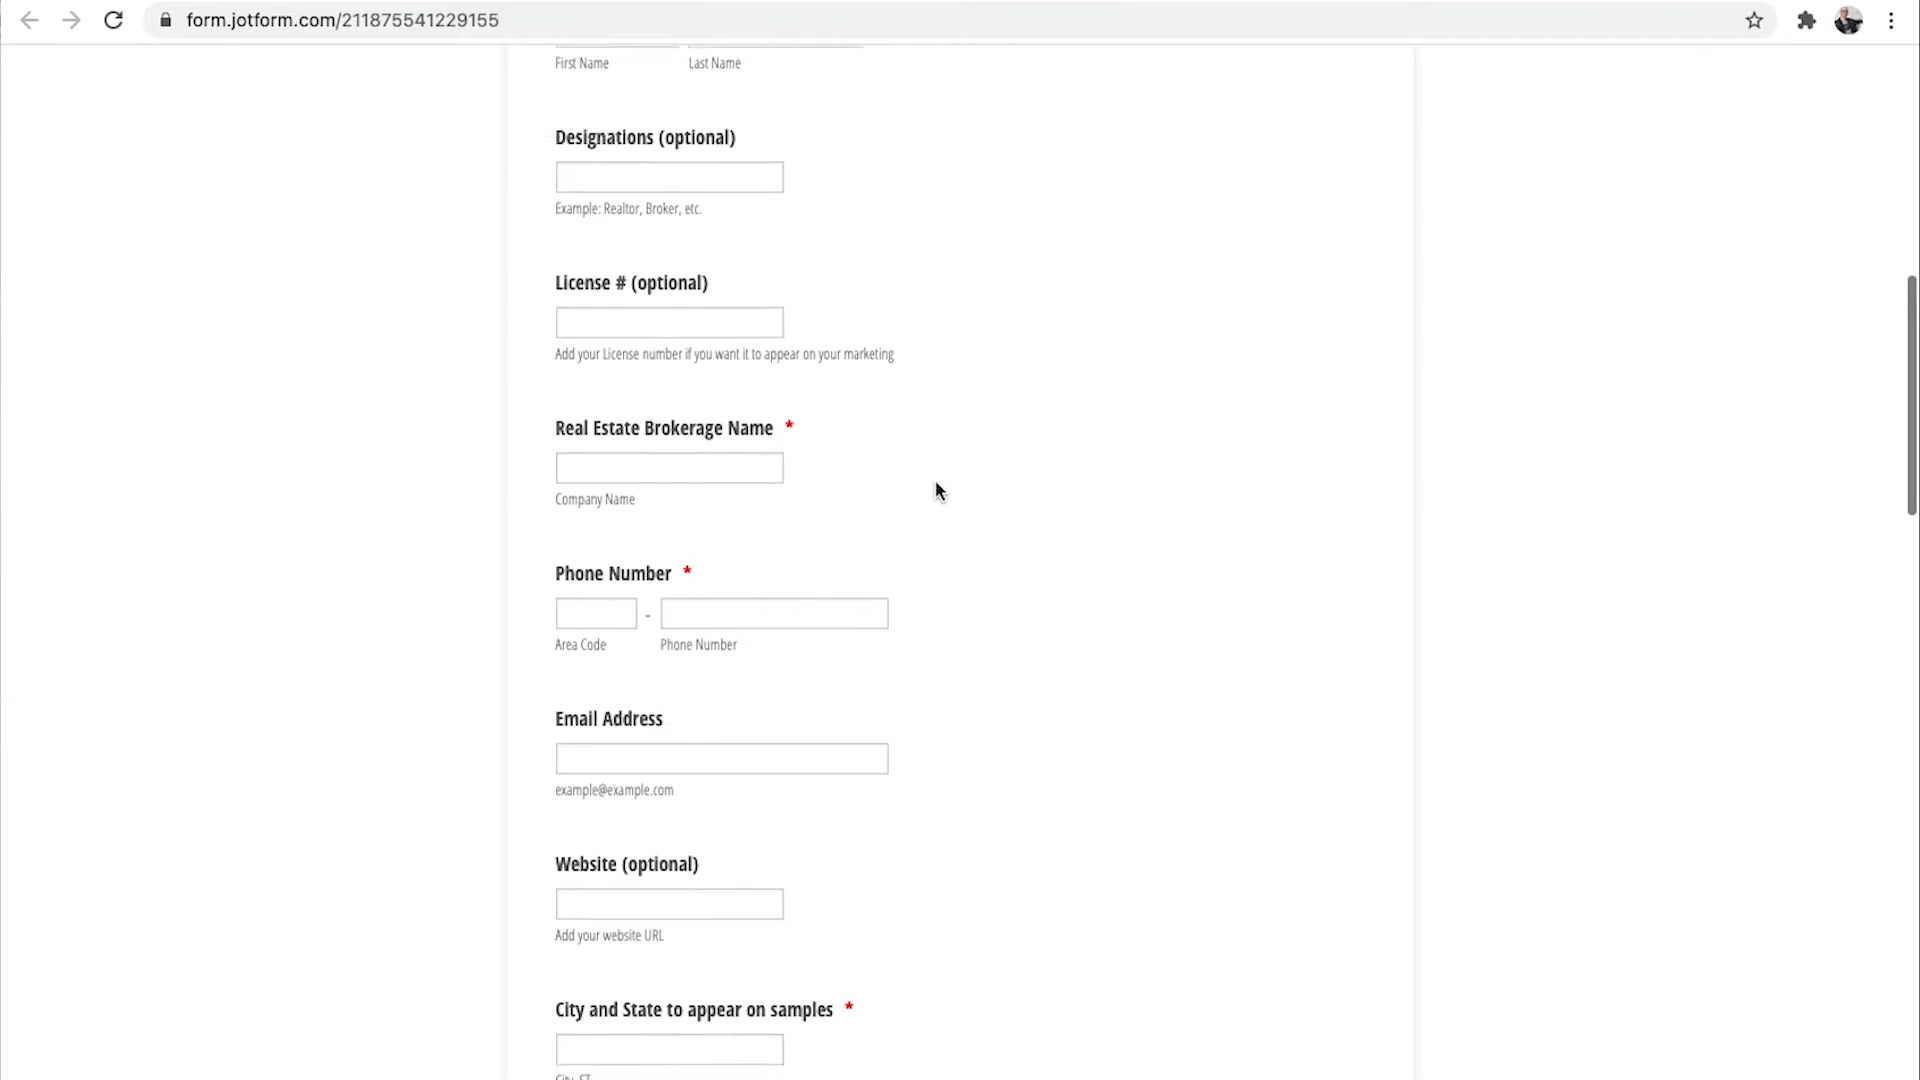 form.jotform.com/211875541229155
First Name Last Name
Designations (optional)
Example: Realtor, Broker, etc.
License # (optional)
Add your License number if you want it to appear on your marketing
Real Estate Brokerage Name *
Company Name
Phone Number *
-
Area Code Phone Number
Email Address
example@example.com
Website (optional)
Add your website URL
City and State to appear on samples *
City, ST